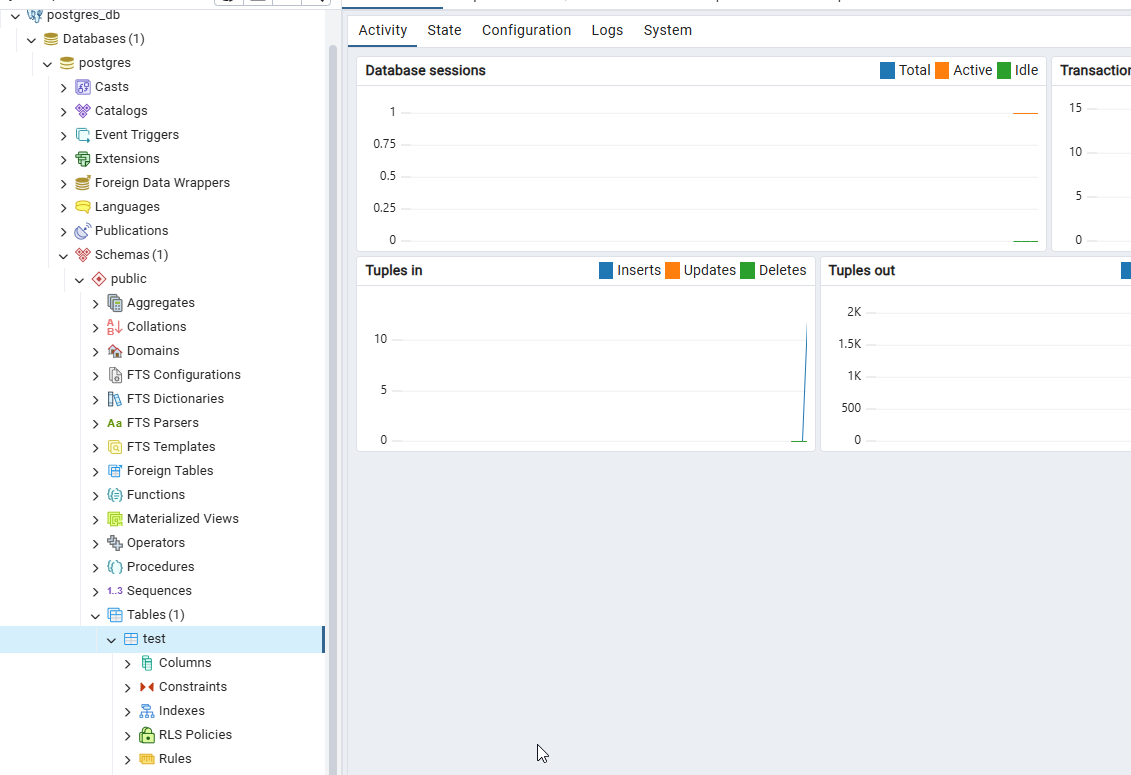 postgres_db
Databases (1)
postgres
Casts
Catalogs
Event Triggers
Extensions
Foreign Data Wrappers
Languages
Publications
Schemas (1)
public
Aggregates
Collations
Domains
FTS Configurations
FTS Dictionaries
Aa FTS Parsers
FTS Templates
Foreign Tables
Functions
Materialized Views
Operators
Procedures
1..3 Sequences
Tables (1)
test
Columns
Constraints
Indexes
RLS Policies
Rules
Activity State Configuration Logs System
Database sessions Total Active Idle
1
0.75
0.5
0.25
0
15
10
5
0
Tuples in Inserts Updates Deletes
10
5
0
Tuples out
2K
1.5K
1K
500
0